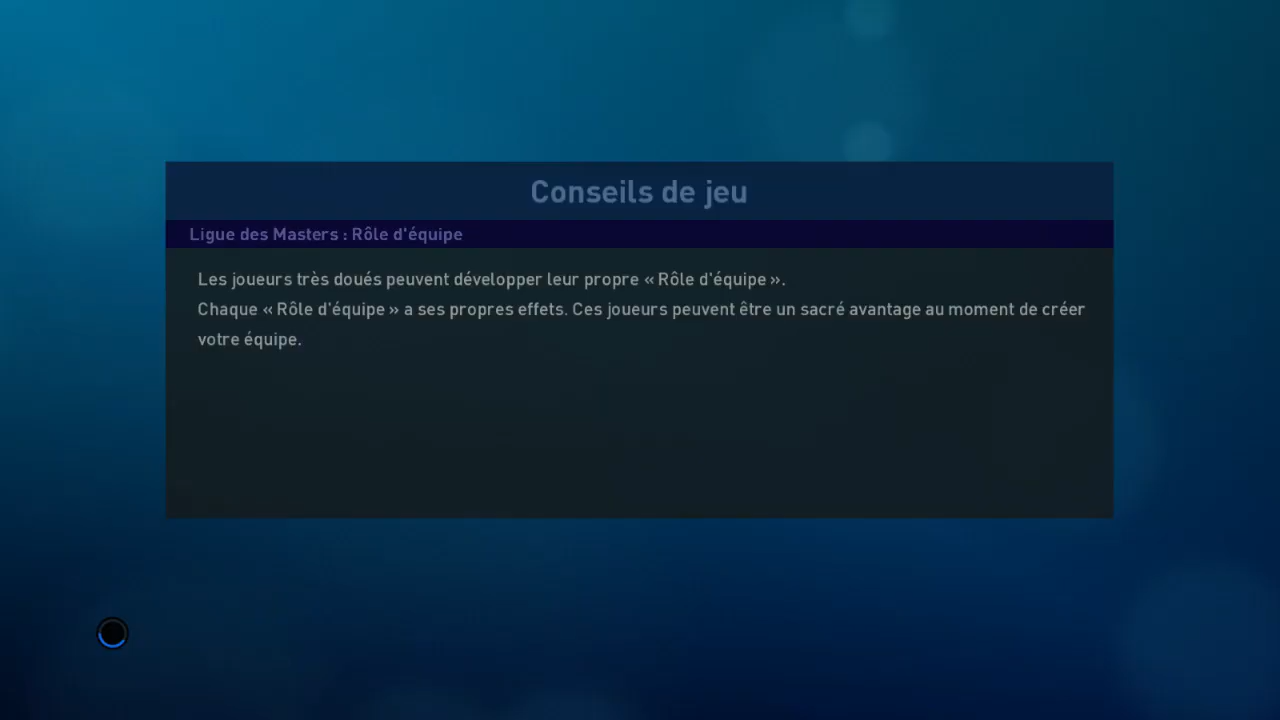 Conseils de jeu
Ligue des Masters : Rôle d'équipe
Les joueurs très doués peuvent développer leur propre « Rôle d'équipe ».
Chaque « Rôle d'équipe » a ses propres effets. Ces joueurs peuvent être un sacré avantage au moment de créer
votre équipe.